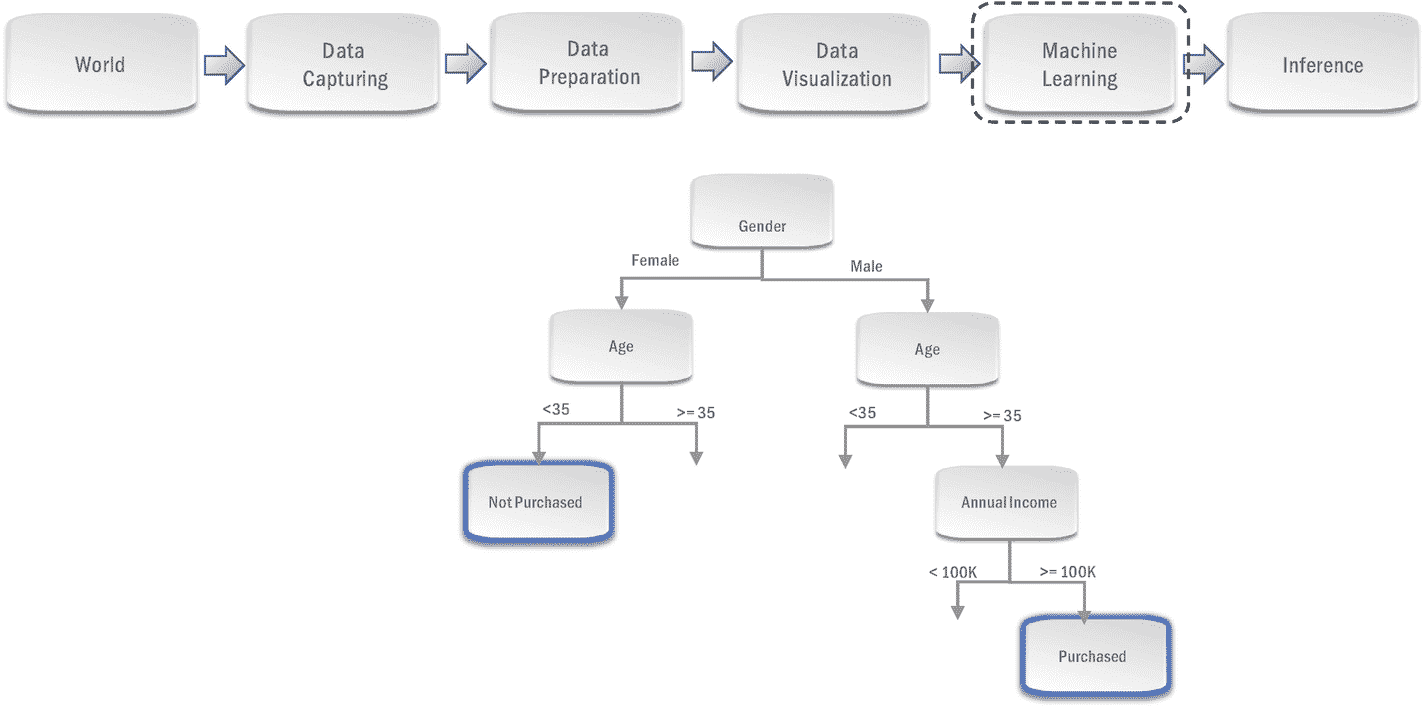 World
Data
Capturing
Data
Preparation
Data
Visualization
Machine
Learning
Inference
Gender
Female
Male
Age
Age
<35
>= 35
<35
>= 35
Not Purchased
Annual Income
< 100K
>= 100K
Purchased